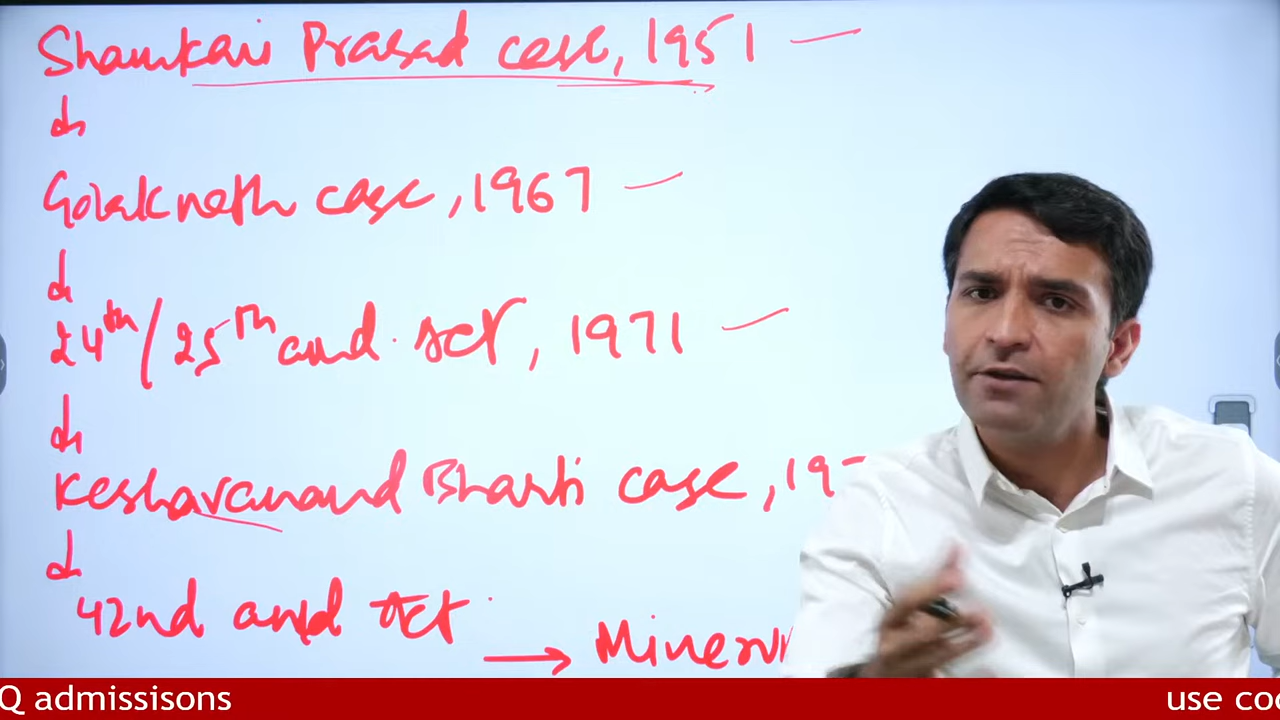 Shankari Prasad case, 1951 —
Golaknath case, 1967 —
24th/25th amd. Act, 1971 —
Keshavanand Bharti case, 19
42nd amd Act
→ Minerv
Q admissisons
use co